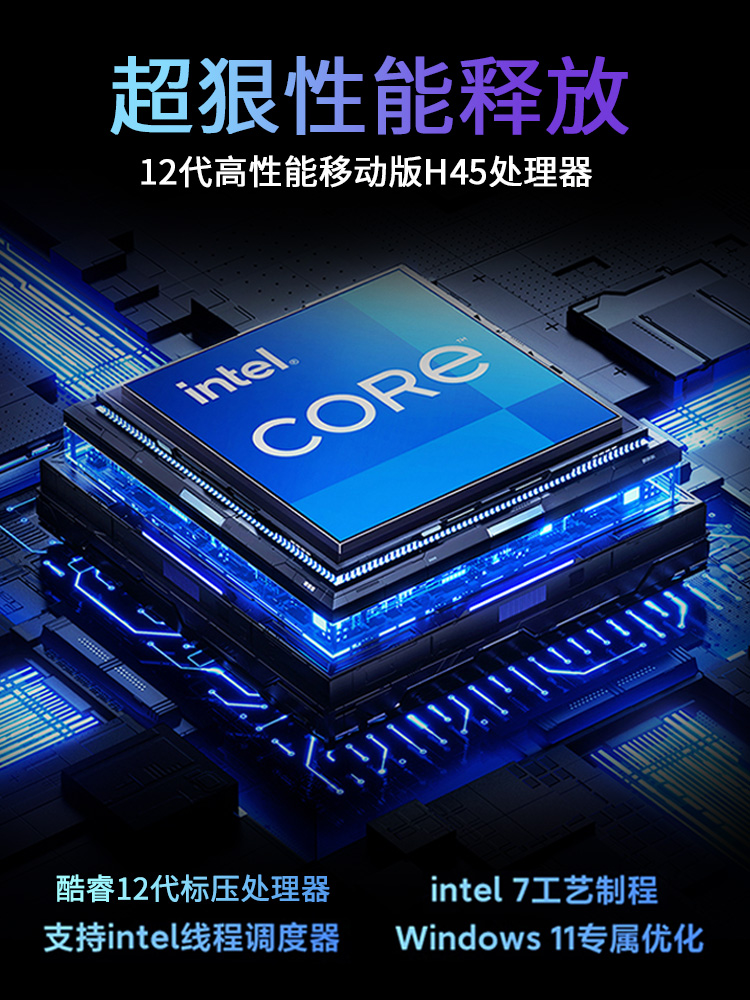 超狠性能释放
12代高性能移动版H45处理器
intel®
CORE™
酷睿12代标压处理器
intel 7工艺制程
支持intel线程调度器
Windows 11专属优化